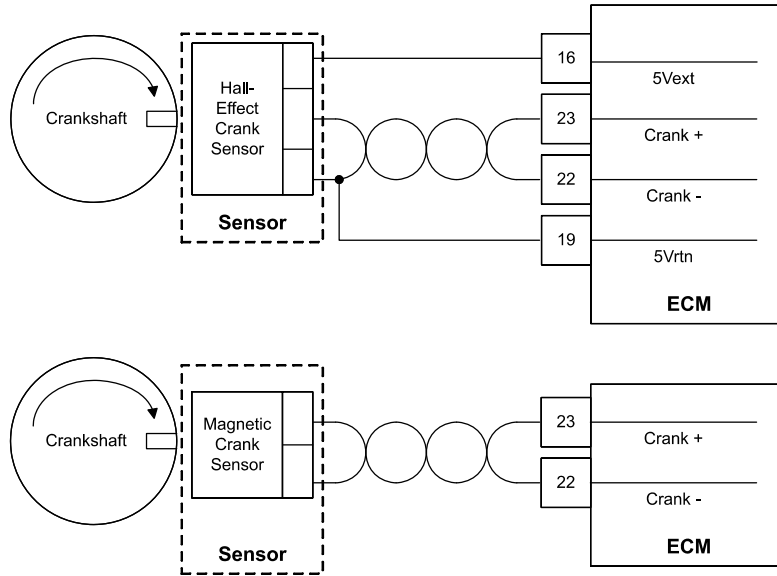 Crankshaft
Hall-
Effect
Crank
Sensor
Sensor
16
5Vext
23
Crank +
22
Crank -
19
5Vrtn
ECM
Crankshaft
Magnetic
Crank
Sensor
Sensor
23
Crank +
22
Crank -
ECM